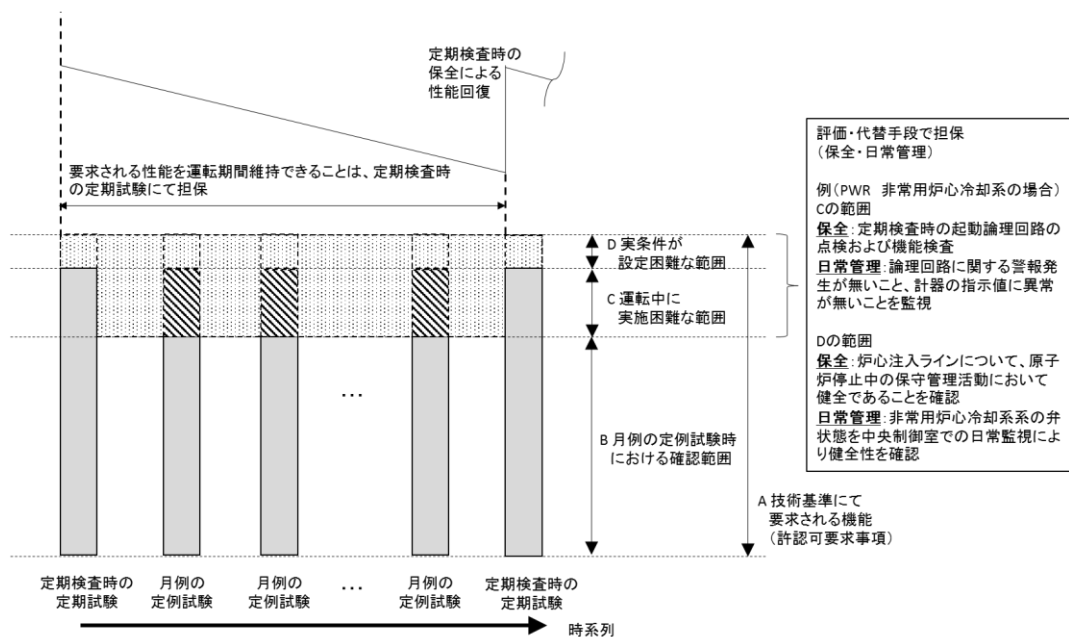 定期検査時の
保全による
性能回復
要求される性能を運転期間維持できることは、定期検査時
の定期試験にて担保
D 実条件が
設定困難な範囲
C 運転中に
実施困難な範囲
…
B 月例の定例試験時
における確認範囲
A 技術基準にて
要求される機能
（許認可要求事項）
評価・代替手段で担保
（保全・日常管理）
例（PWR 非常用炉心冷却系の場合）
Cの範囲
保全：定期検査時の起動論理回路の
点検および機能検査
日常管理：論理回路に関する警報発
生が無いこと、計器の指示値に異常
が無いことを監視
Dの範囲
保全：炉心注入ラインについて、原子
炉停止中の保守管理活動において
健全であることを確認
日常管理：非常用炉心冷却系系の弁
状態を中央制御室での日常監視によ
り健全性を確認
定期検査時の
定期試験
月例の
定例試験
月例の
定例試験
…
月例の
定例試験
定期検査時の
定期試験
時系列